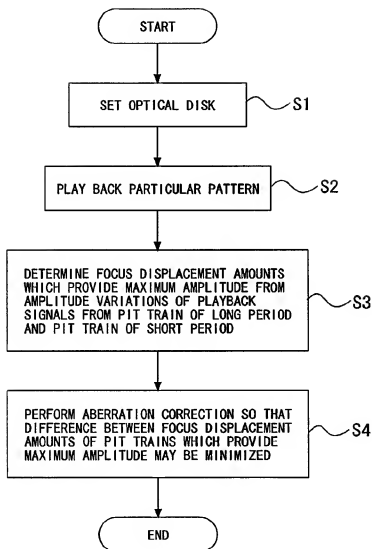 START
SET OPTICAL DISK
S1
PLAY BACK PARTICULAR PATTERN
S2
DETERMINE FOCUS DISPLACEMENT AMOUNTS
WHICH PROVIDE MAXIMUM AMPLITUDE FROM
AMPLITUDE VARIATIONS OF PLAYBACK
SIGNALS FROM PIT TRAIN OF LONG PERIOD
AND PIT TRAIN OF SHORT PERIOD
S3
PERFORM ABERRATION CORRECTION SO THAT
DIFFERENCE BETWEEN FOCUS DISPLACEMENT
AMOUNTS OF PIT TRAINS WHICH PROVIDE
MAXIMUM AMPLITUDE MAY BE MINIMIZED
S4
END